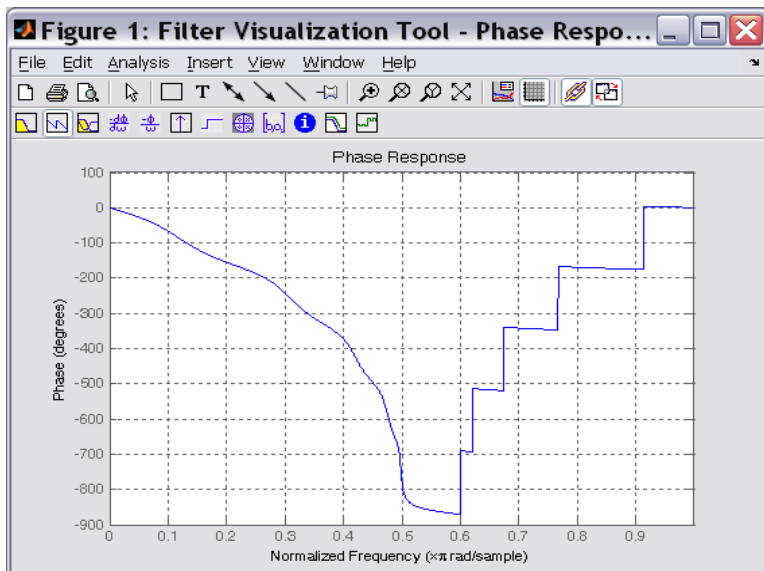 Figure 1: Filter Visualization Tool - Phase Respo...
File Edit Analysis Insert View Window Help
T
Phase Response
100
0
-100
-200
-300
-400
-500
-600
-700
-800
-900
Phase (degrees)
0 0.1 0.2 0.3 0.4 0.5 0.6 0.7 0.8 0.9
Normalized Frequency (×π rad/sample)